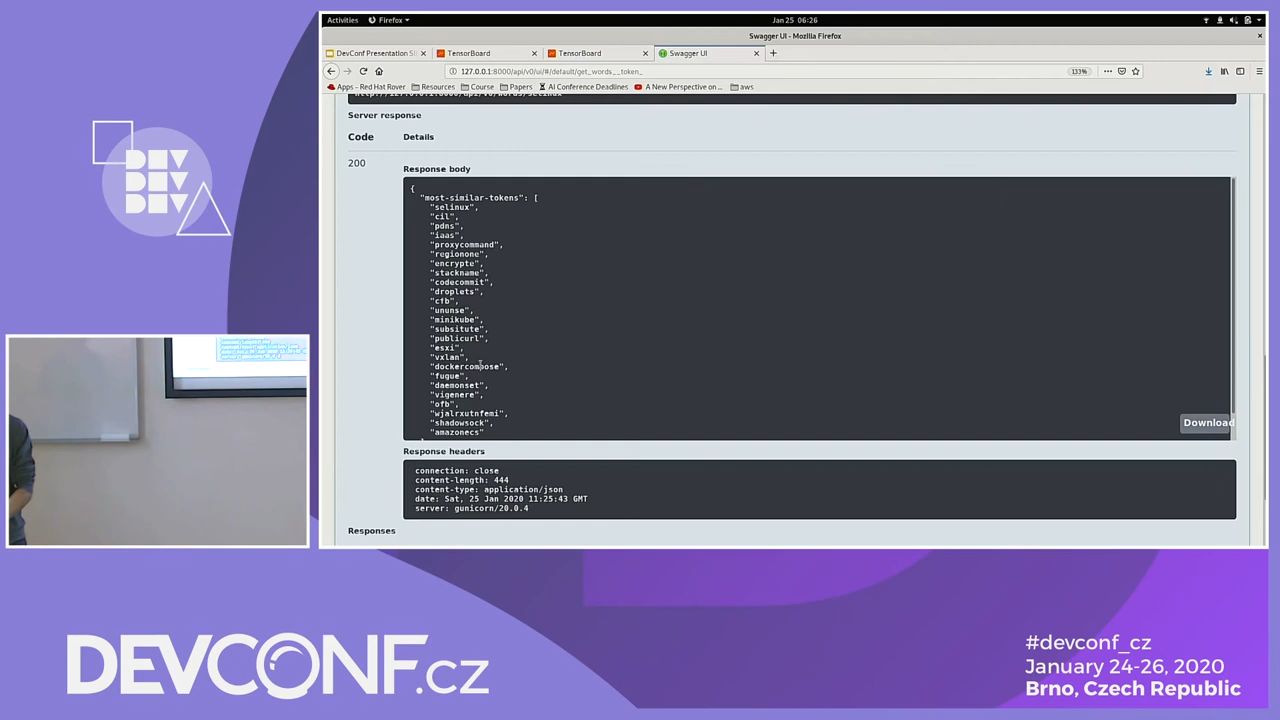 Activities
Firefox
Jan 25 06:26
Swagger UI - Mozilla Firefox
DevConf Presentation Sl
TensorBoard
TensorBoard
Swagger UI
127.0.0.1:8000/api/v0/ui/#/default/get_words__token_
133%
Apps - Red Hat Rover
Resources
Course
Papers
AI Conference Deadlines
A New Perspective on ...
aws
Server response
Code
Details
200
Response body
{
"most-similar-tokens": [
"selinux",
"cil",
"pdns",
"iaas",
"proxycommand",
"regionone",
"encrypte",
"stackname",
"codecommit",
"droplets",
"cfb",
"ununse",
"minikube",
"subsitute",
"publicurl",
"esxi",
"vxlan",
"dockercompose",
"fugue",
"daemonset",
"vigenere",
"ofb",
"wjalrxutnfemi",
"shadowsock",
"amazonecs"
Download
Response headers
connection: close
content-length: 444
content-type: application/json
date: Sat, 25 Jan 2020 11:25:43 GMT
server: gunicorn/20.0.4
Responses
DEV
DEV
DEV
DEVCONF.cz
#devconf_cz
January 24-26, 2020
Brno, Czech Republic